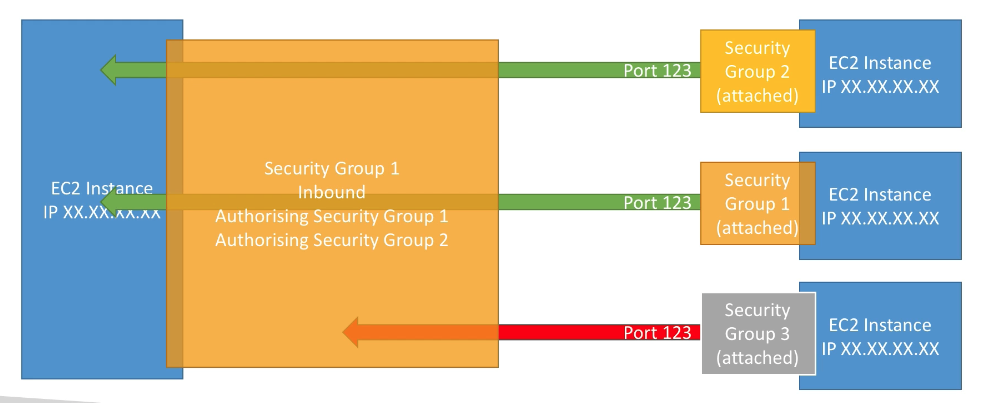 EC2 Instance
IP XX.XX.XX.XX
Security Group 1
Inbound
Authorising Security Group 1
Authorising Security Group 2
Port 123
Security
Group 2
(attached)
EC2 Instance
IP XX.XX.XX.XX
Port 123
Security
Group 1
(attached)
EC2 Instance
IP XX.XX.XX.XX
Port 123
Security
Group 3
(attached)
EC2 Instance
IP XX.XX.XX.XX